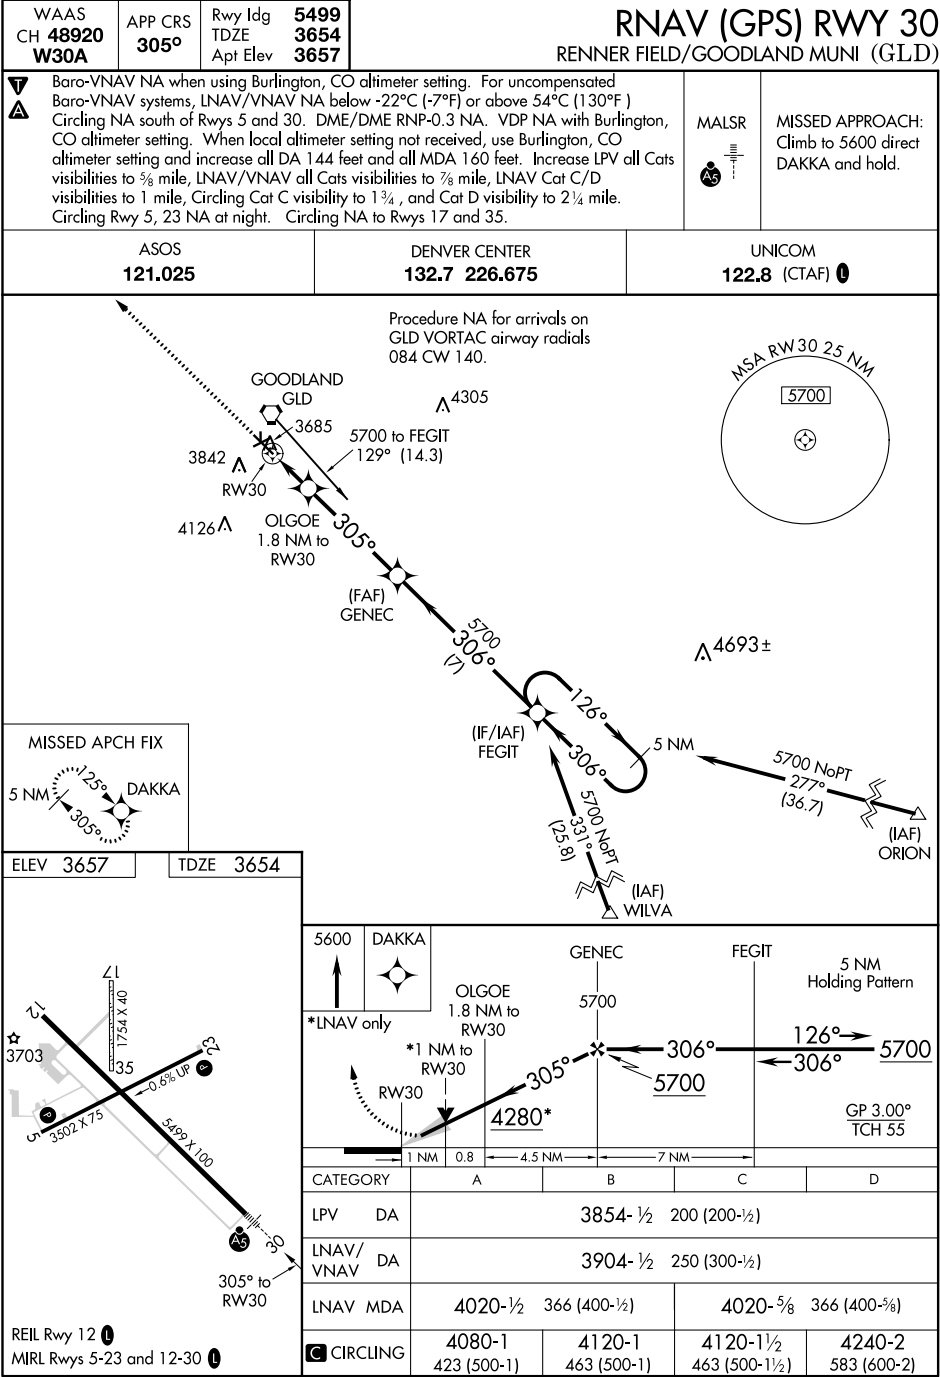 WAAS
CH 48920
W30A
APP CRS
305°
Rwy Idg 5499
TDZE 3654
Apt Elev 3657
RNAV (GPS) RWY 30
RENNER FIELD/GOODLAND MUNI (GLD)
T
A
Baro-VNAV NA when using Burlington, CO altimeter setting. For uncompensated
Baro-VNAV systems, LNAV/VNAV NA below -22°C (-7°F) or above 54°C (130°F )
Circling NA south of Rwys 5 and 30. DME/DME RNP-0.3 NA. VDP NA with Burlington,
CO altimeter setting. When local altimeter setting not received, use Burlington, CO
altimeter setting and increase all DA 144 feet and all MDA 160 feet. Increase LPV all Cats
visibilities to ⅝ mile, LNAV/VNAV all Cats visibilities to ⅞ mile, LNAV Cat C/D
visibilities to 1 mile, Circling Cat C visibility to 1¾ , and Cat D visibility to 2¼ mile.
Circling Rwy 5, 23 NA at night. Circling NA to Rwys 17 and 35.
MALSR
A5
MISSED APPROACH:
Climb to 5600 direct
DAKKA and hold.
ASOS
121.025
DENVER CENTER
132.7 226.675
UNICOM
122.8 (CTAF) L
Procedure NA for arrivals on
GLD VORTAC airway radials
084 CW 140.
MSA RW30 25 NM
5700
GOODLAND
GLD
4305
3685
5700 to FEGIT
129° (14.3)
3842
RW30
4126
OLGOE
1.8 NM to
RW30
305°
(FAF)
GENEC
5700
306°
(7)
4693±
126°
(IF/IAF)
FEGIT
306°
5 NM
5700 NoPT
277°
(36.7)
(IAF)
ORION
5700 NoPT
331°
(25.8)
(IAF)
WILVA
MISSED APCH FIX
5 NM
125°
DAKKA
305°
ELEV 3657
TDZE 3654
17
12
1754 X 40
23
3703
35
0.6% UP
P
P
5
3502 X 75
5499 X 100
A5
30
305° to
RW30
REIL Rwy 12 L
MIRL Rwys 5-23 and 12-30 L
5600
DAKKA
*LNAV only
GENEC
FEGIT
5 NM
Holding Pattern
OLGOE
1.8 NM to
RW30
5700
*1 NM to
RW30
RW30
305°
306°
126°
306°
5700
5700
4280*
GP 3.00°
TCH 55
1 NM
0.8
4.5 NM
7 NM
CATEGORY A B C D
LPV DA 3854-½ 200 (200-½)
LNAV/
VNAV DA 3904-½ 250 (300-½)
LNAV MDA 4020-½ 366 (400-½) 4020-⅝ 366 (400-⅝)
C CIRCLING 4080-1 4120-1 4120-1½ 4240-2
423 (500-1) 463 (500-1) 463 (500-1½) 583 (600-2)